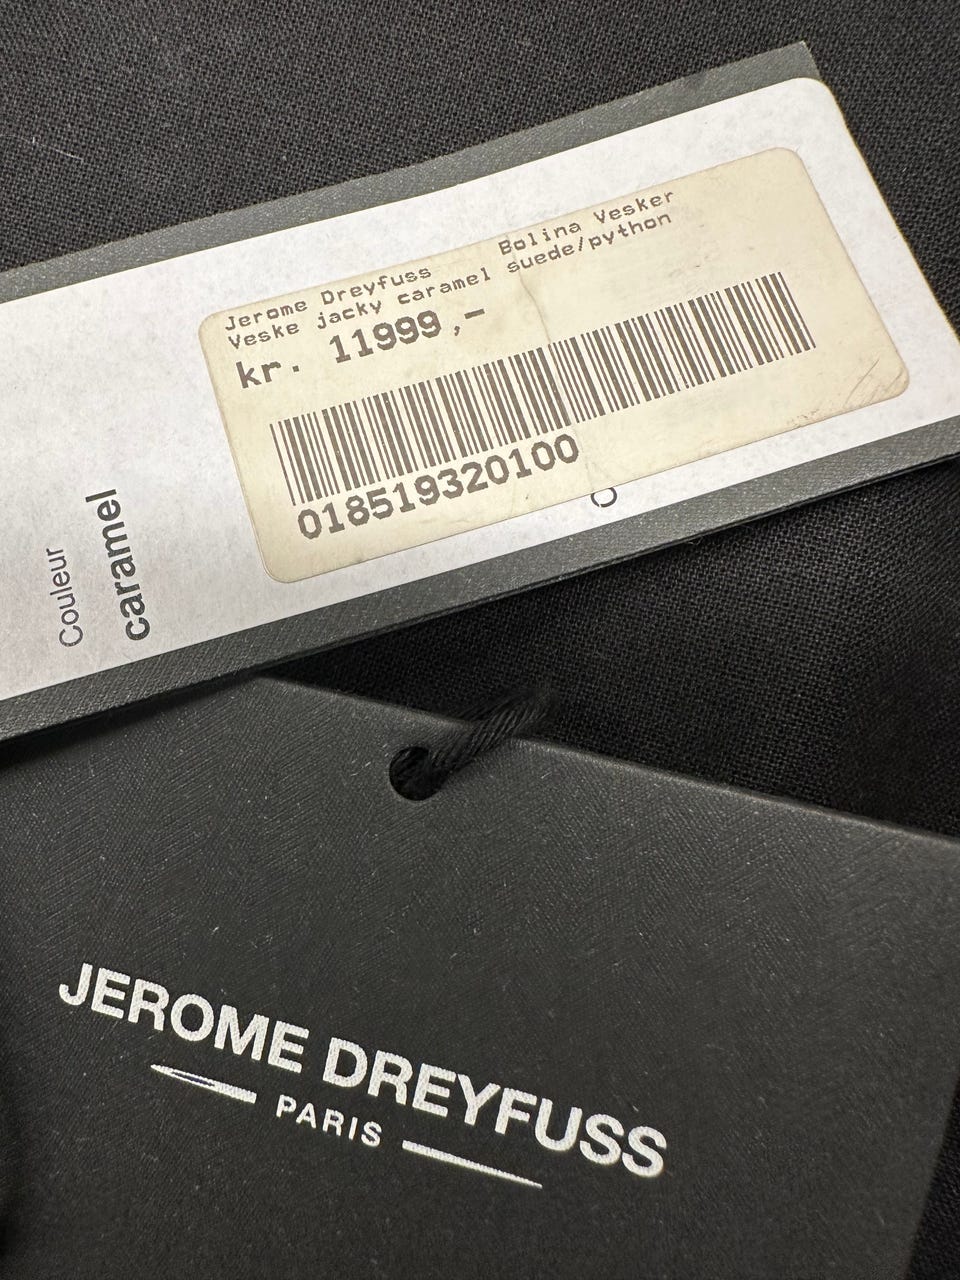 Jerome Dreyfuss Bolina Vesker
Veske jacky caramel suede/python
kr. 11999,-
018519320100
Couleur
caramel
JEROME DREYFUSS
PARIS